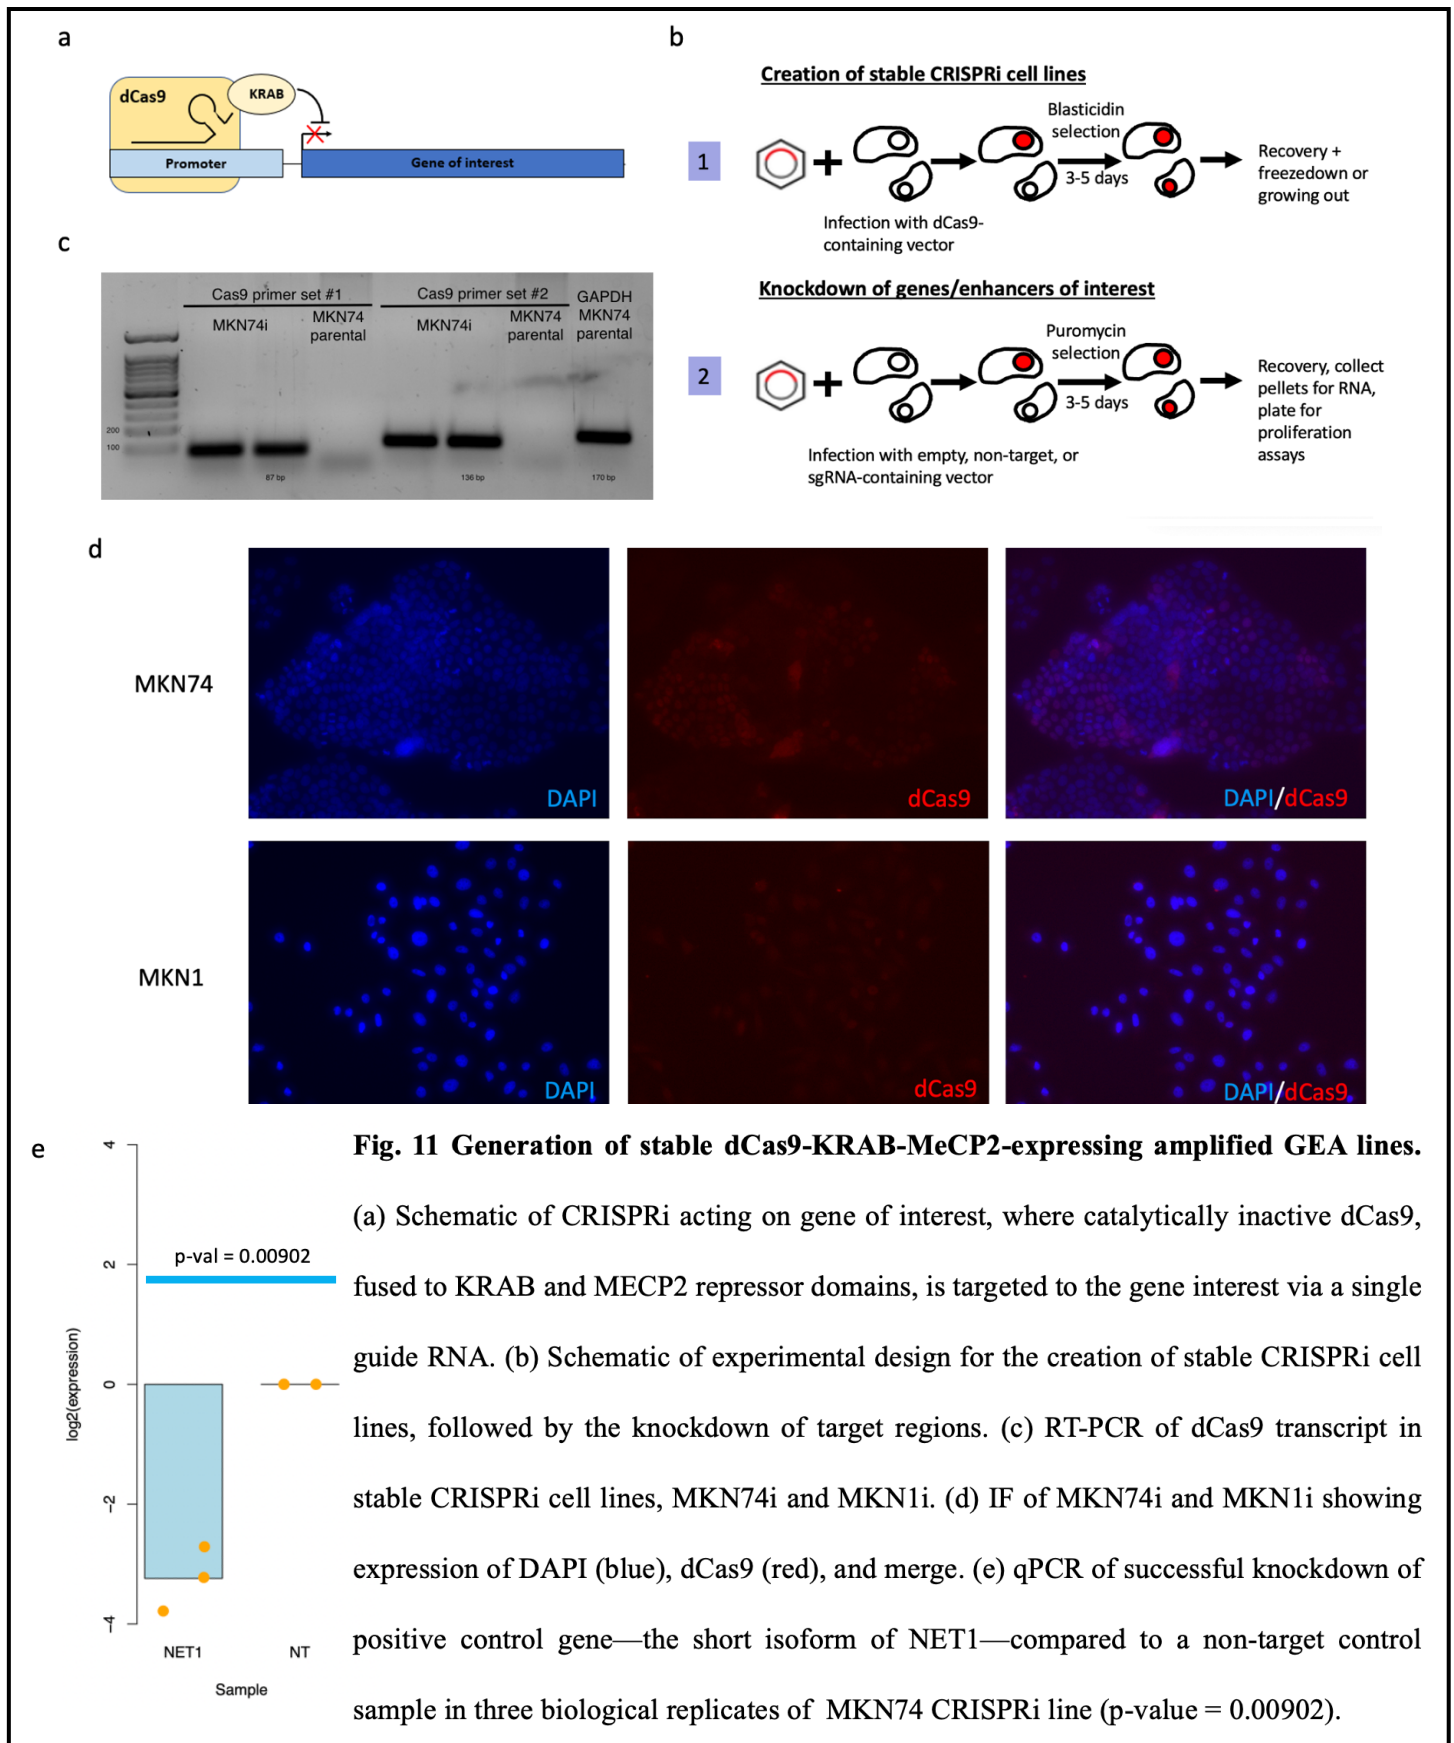 a
dCas9
KRAB
Promoter
Gene of interest
b
Creation of stable CRISPRi cell lines
1
Blasticidin
selection
3-5 days
Infection with dCas9-
containing vector
Recovery +
freezedown or
growing out
Knockdown of genes/enhancers of interest
2
Puromycin
selection
3-5 days
Infection with empty, non-target, or
sgRNA-containing vector
Recovery, collect
pellets for RNA,
plate for
proliferation
assays
c
Cas9 primer set #1
Cas9 primer set #2
GAPDH
MKN74
parental
MKN74i
MKN74
parental
MKN74i
MKN74
parental
200
100
87 bp
136 bp
170 bp
d
MKN74
DAPI
dCas9
DAPI/dCas9
MKN1
DAPI
dCas9
DAPI/dCas9
e
4
2
0
-2
-4
log2(expression)
p-val = 0.00902
NET1
NT
Sample
Fig. 11 Generation of stable dCas9-KRAB-MeCP2-expressing amplified GEA lines.
(a) Schematic of CRISPRi acting on gene of interest, where catalytically inactive dCas9,
fused to KRAB and MECP2 repressor domains, is targeted to the gene interest via a single
guide RNA. (b) Schematic of experimental design for the creation of stable CRISPRi cell
lines, followed by the knockdown of target regions. (c) RT-PCR of dCas9 transcript in
stable CRISPRi cell lines, MKN74i and MKN1i. (d) IF of MKN74i and MKN1i showing
expression of DAPI (blue), dCas9 (red), and merge. (e) qPCR of successful knockdown of
positive control gene—the short isoform of NET1—compared to a non-target control
sample in three biological replicates of MKN74 CRISPRi line (p-value = 0.00902).